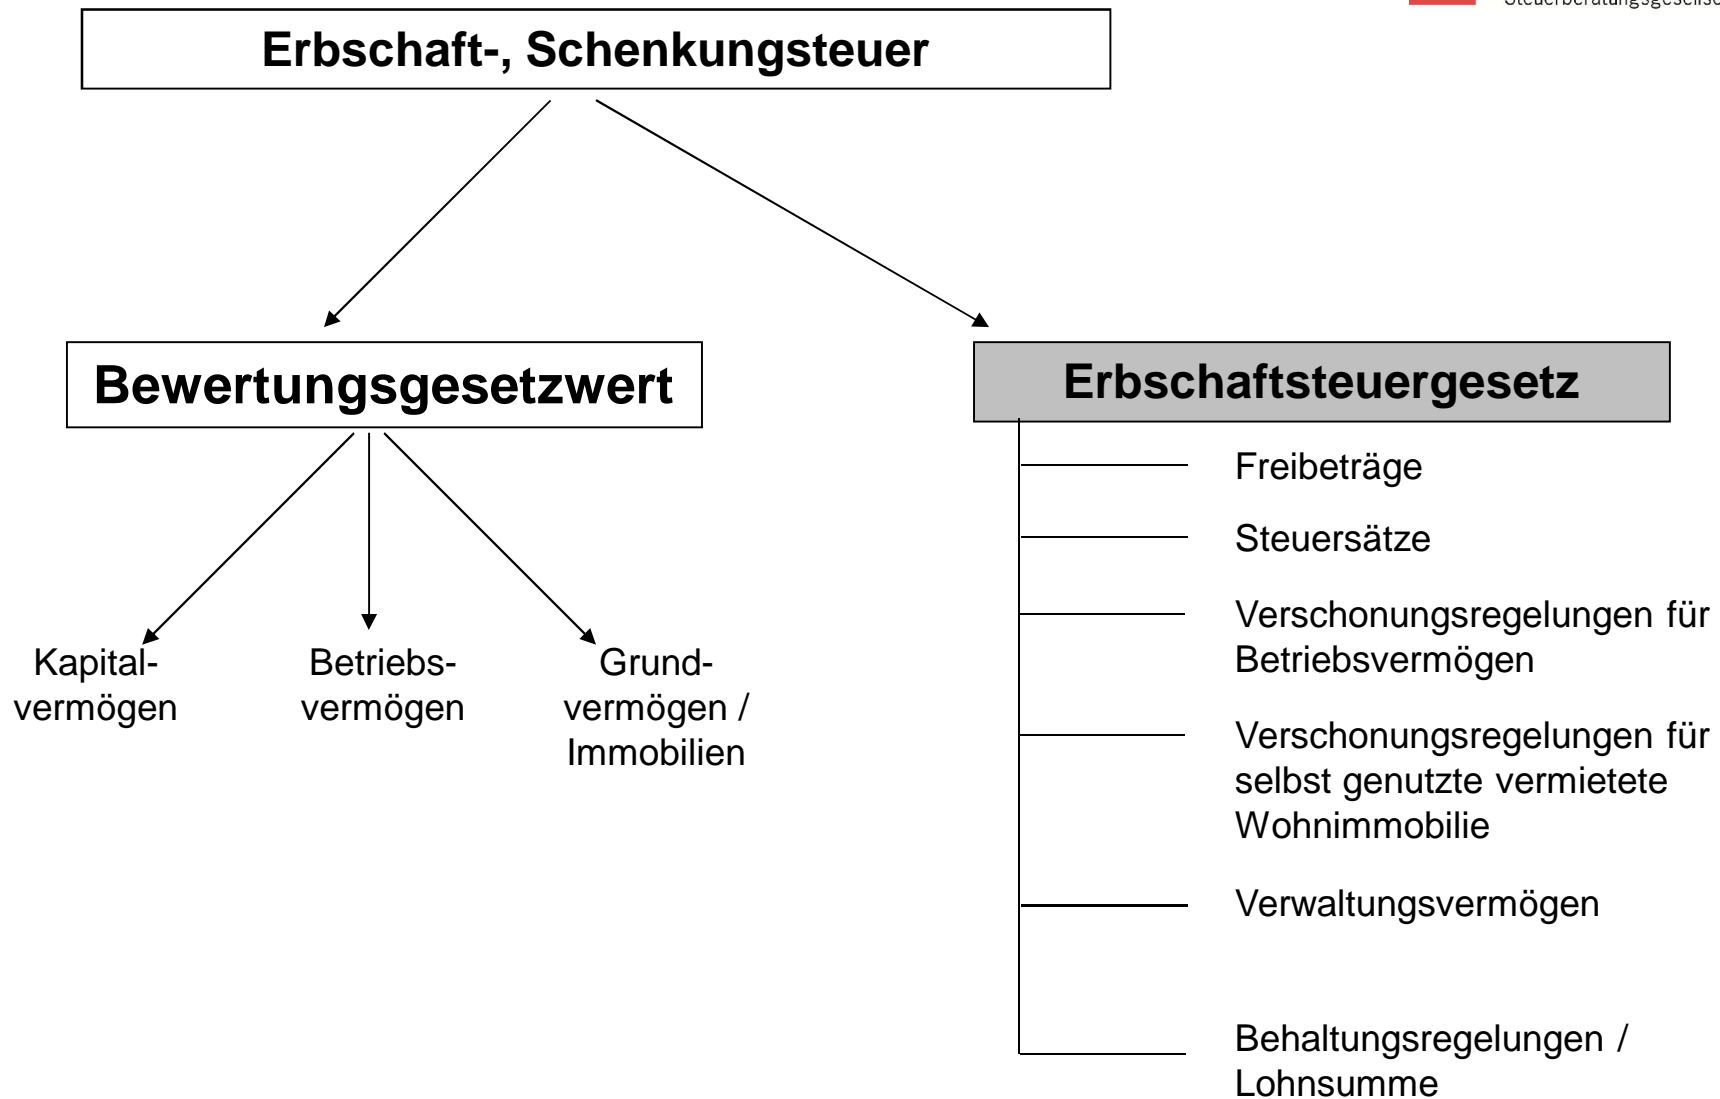 Erbschaft-, Schenkungsteuer
Bewertungsgesetzwert
Kapital-
vermögen
Betriebs-
vermögen
Grund-
vermögen /
Immobilien
Erbschaftsteuergesetz
Freibeträge
Steuersätze
Verschonungsregelungen für
Betriebsvermögen
Verschonungsregelungen für
selbst genutzte vermietete
Wohnimmobilie
Verwaltungsvermögen
Behaltungsregelungen /
Lohnsumme